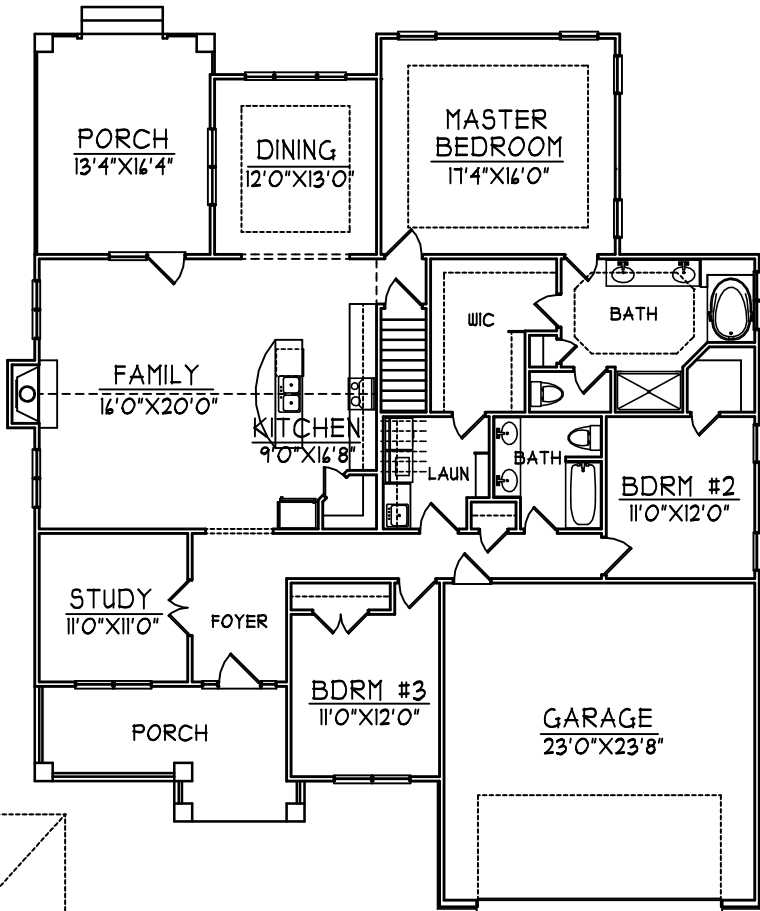 PORCH
13'4"X16'4"
DINING
12'0"X13'0"
MASTER
BEDROOM
17'4"X16'0"
WIC
BATH
FAMILY
16'0"X20'0"
KITCHEN
9'0"X16'8"
LAUN
BATH
BDRM #2
11'0"X12'0"
STUDY
11'0"X11'0"
FOYER
BDRM #3
11'0"X12'0"
PORCH
GARAGE
23'0"X23'8"